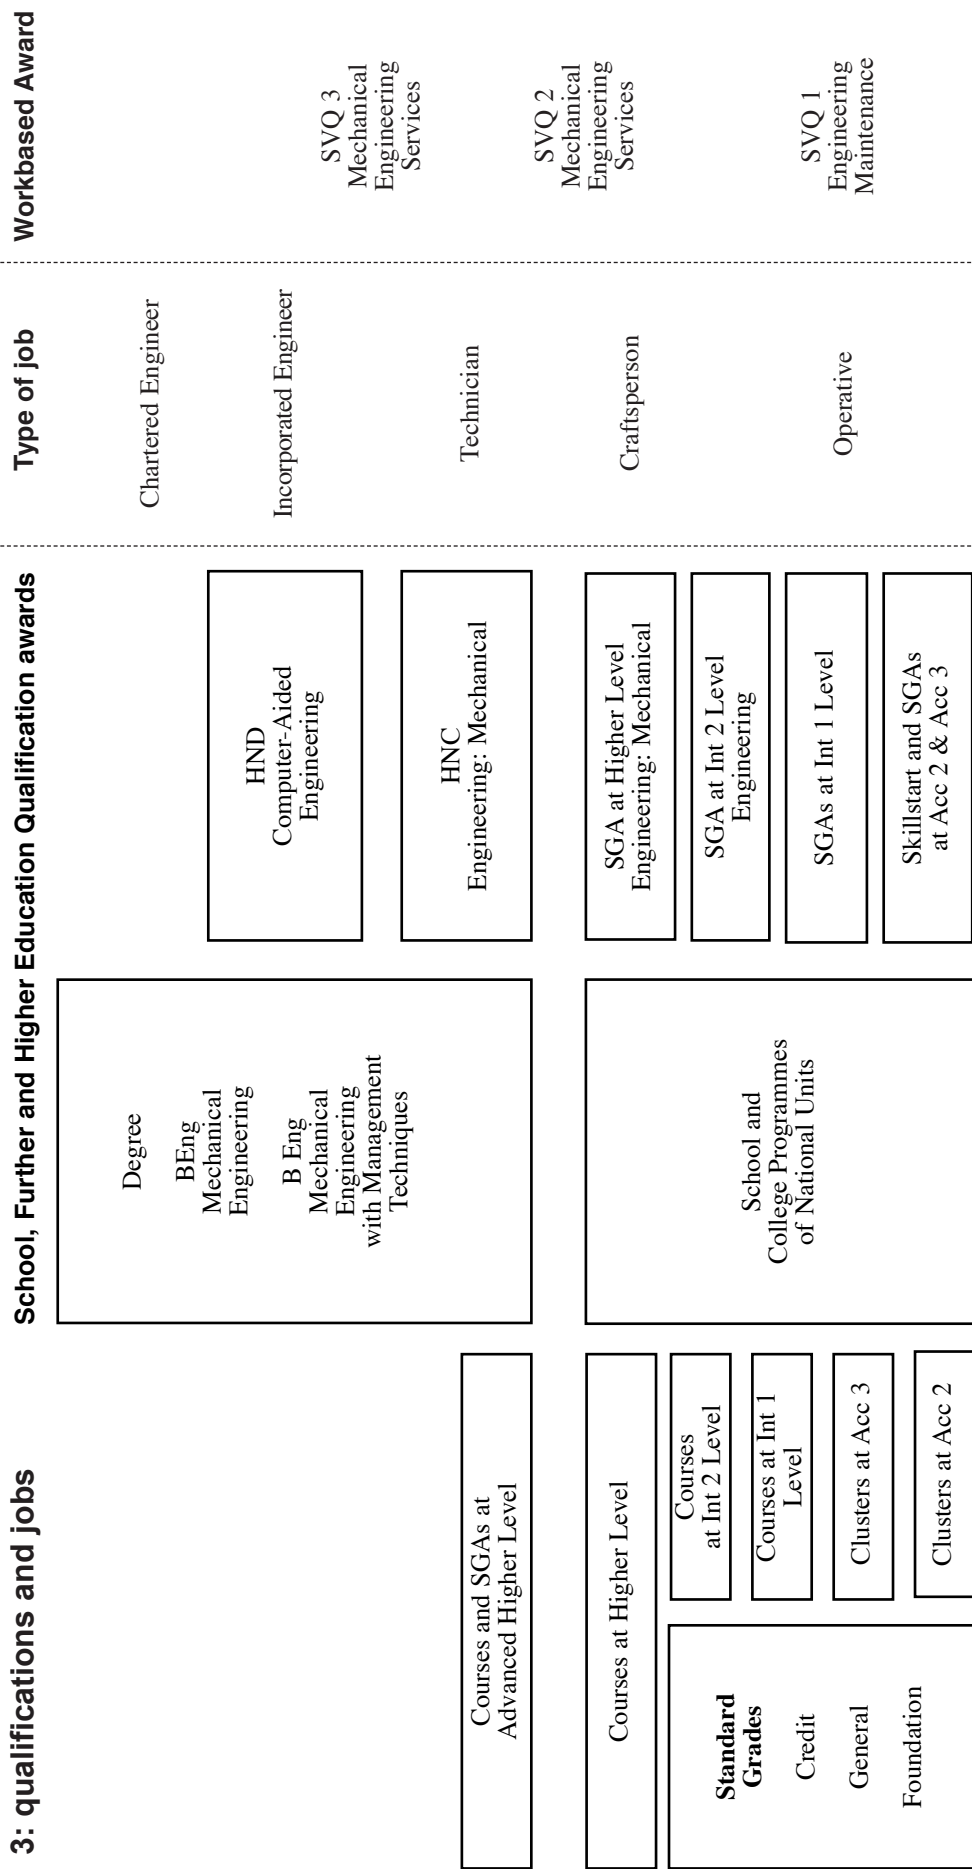 3: qualifications and jobs
School, Further and Higher Education Qualification awards
Type of job
Workbased Award
Standard
Grades
Credit
General
Foundation
Courses and SGAs at
Advanced Higher Level
Courses at Higher Level
Courses
at Int 2 Level
Courses at Int 1
Level
Clusters at Acc 3
Clusters at Acc 2
Degree
BEng
Mechanical
Engineering
B Eng
Mechanical
Engineering
with Management
Techniques
School and
College Programmes
of National Units
HND
Computer-Aided
Engineering
HNC
Engineering: Mechanical
SGA at Higher Level
Engineering: Mechanical
SGA at Int 2 Level
Engineering
SGAs at Int 1 Level
Skillstart and SGAs
at Acc 2 & Acc 3
Chartered Engineer
Incorporated Engineer
Technician
Craftsperson
Operative
SVQ 3
Mechanical
Engineering
Services
SVQ 2
Mechanical
Engineering
Services
SVQ 1
Engineering
Maintenance